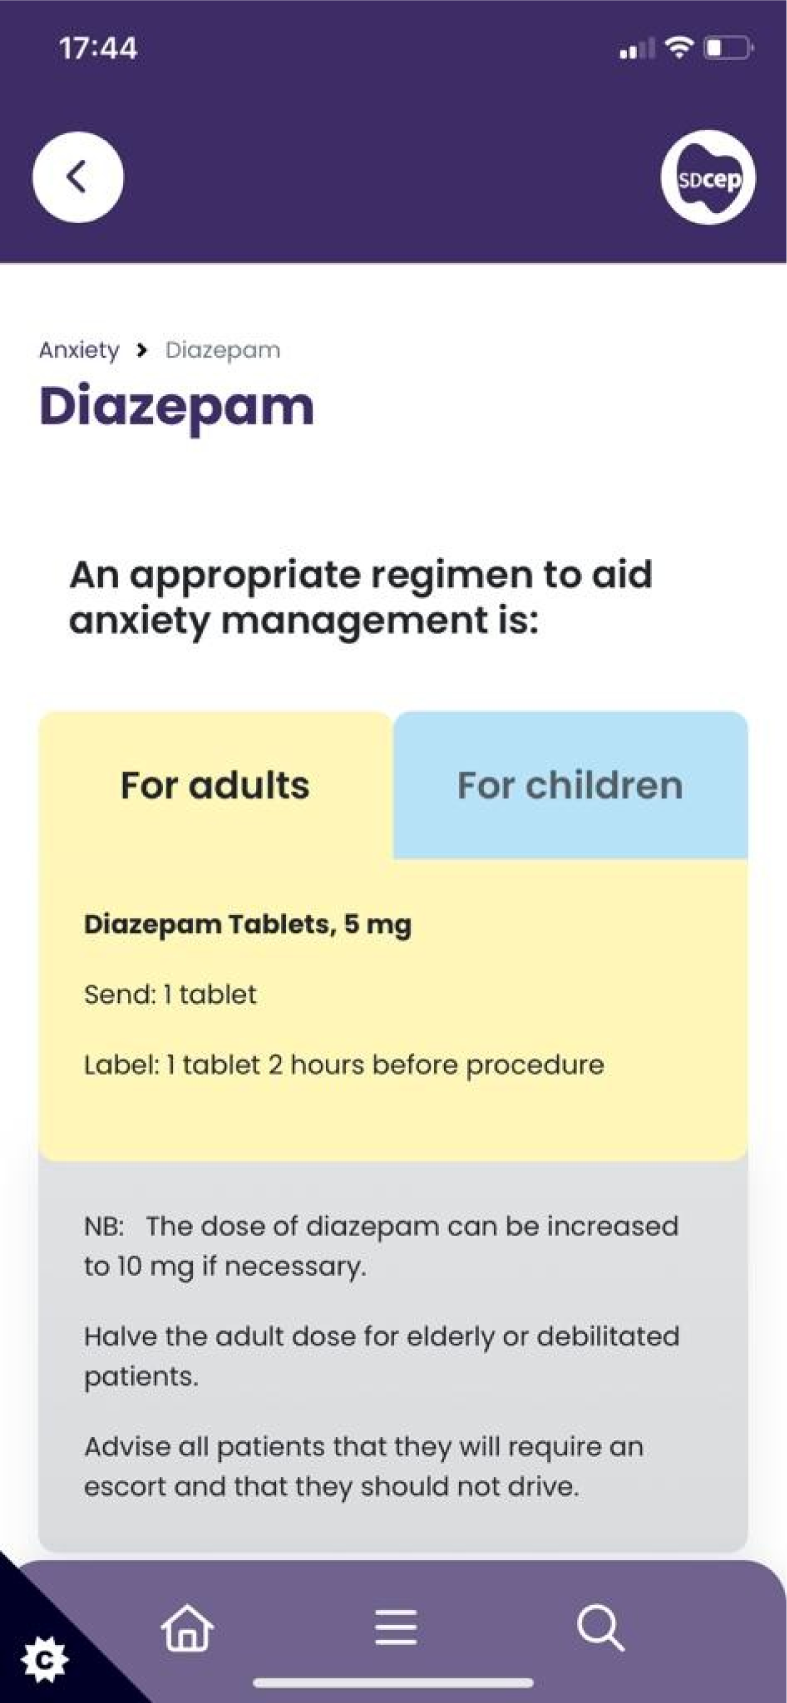 17:44
SDcep
Anxiety > Diazepam
Diazepam
An appropriate regimen to aid
anxiety management is:
For adults
For children
Diazepam Tablets, 5 mg
Send: 1 tablet
Label: 1 tablet 2 hours before procedure
NB: The dose of diazepam can be increased
to 10 mg if necessary.
Halve the adult dose for elderly or debilitated
patients.
Advise all patients that they will require an
escort and that they should not drive.
C